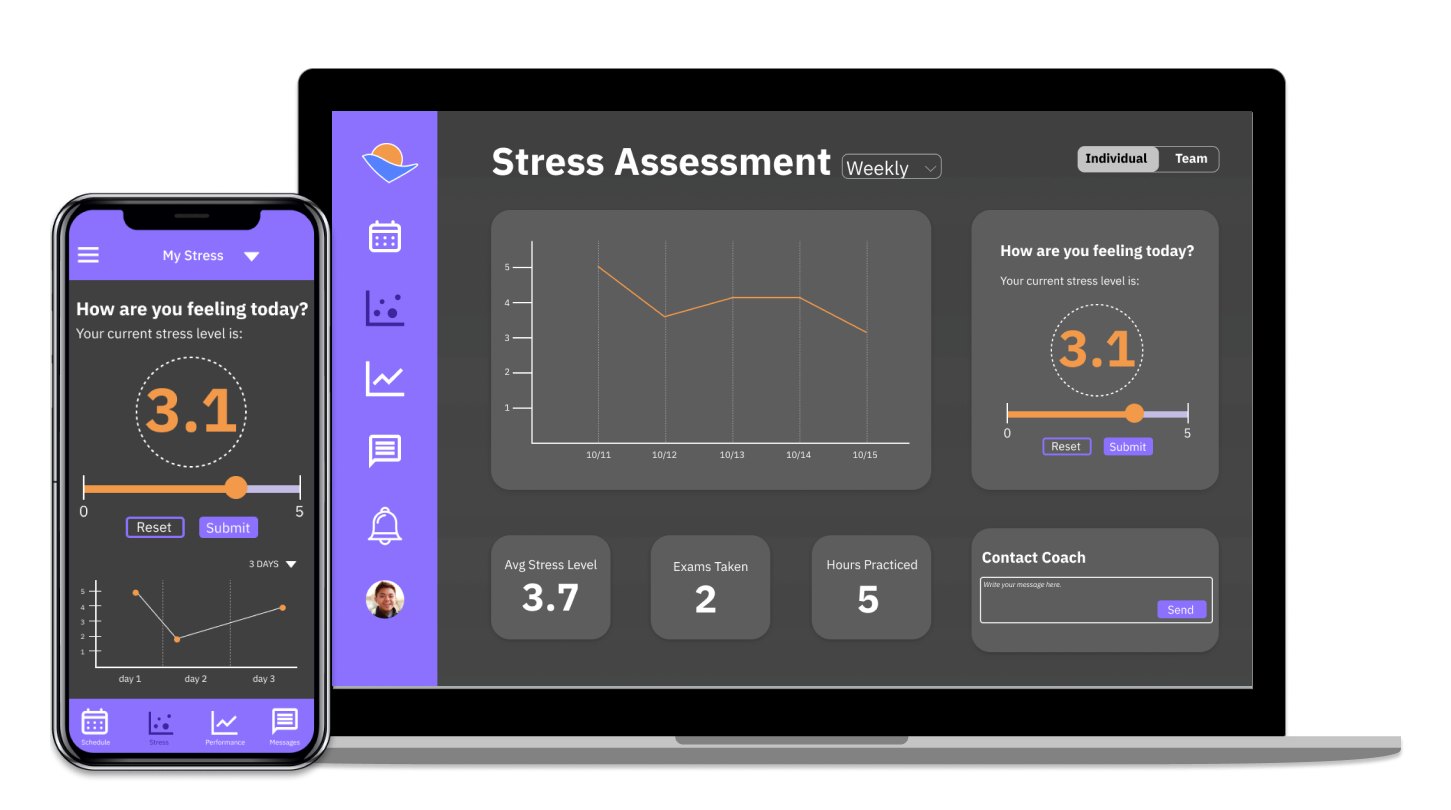 My Stress
How are you feeling today?
Your current stress level is:
3.1
0 5
Reset Submit
3 DAYS
5
4
3
2
1
day 1 day 2 day 3
Schedule Stress Performance Messages
Stress Assessment Weekly
Individual Team
5
4
3
2
1
10/11 10/12 10/13 10/14 10/15
How are you feeling today?
Your current stress level is:
3.1
0 5
Reset Submit
Avg Stress Level
3.7
Exams Taken
2
Hours Practiced
5
Contact Coach
Write your message here.
Send